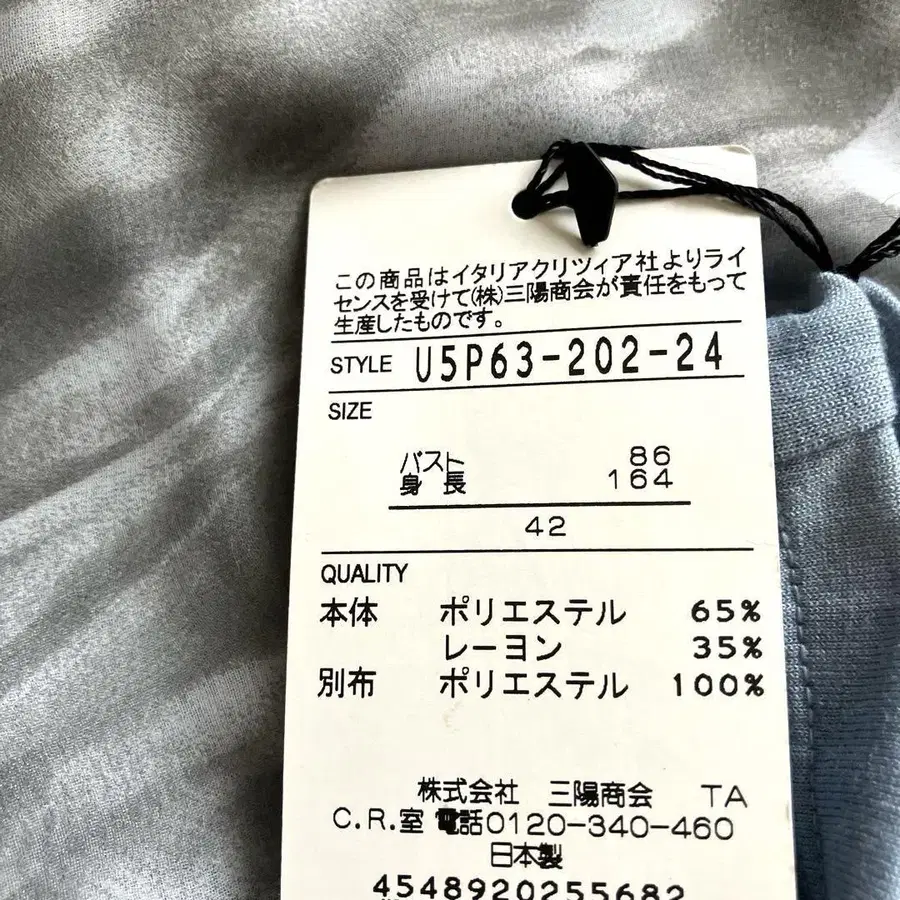 この商品はイタリアクリツィア社よりライ
センスを受けて(株)三陽商会が責任をもって
生産したものです。
STYLE U5P63-202-24
SIZE
バスト 86
身長 164
42
QUALITY
本体 ポリエステル 65%
レーヨン 35%
別布 ポリエステル 100%
株式会社 三陽商会 TA
C.R.室 電話0120-340-460
日本製
4548920255682